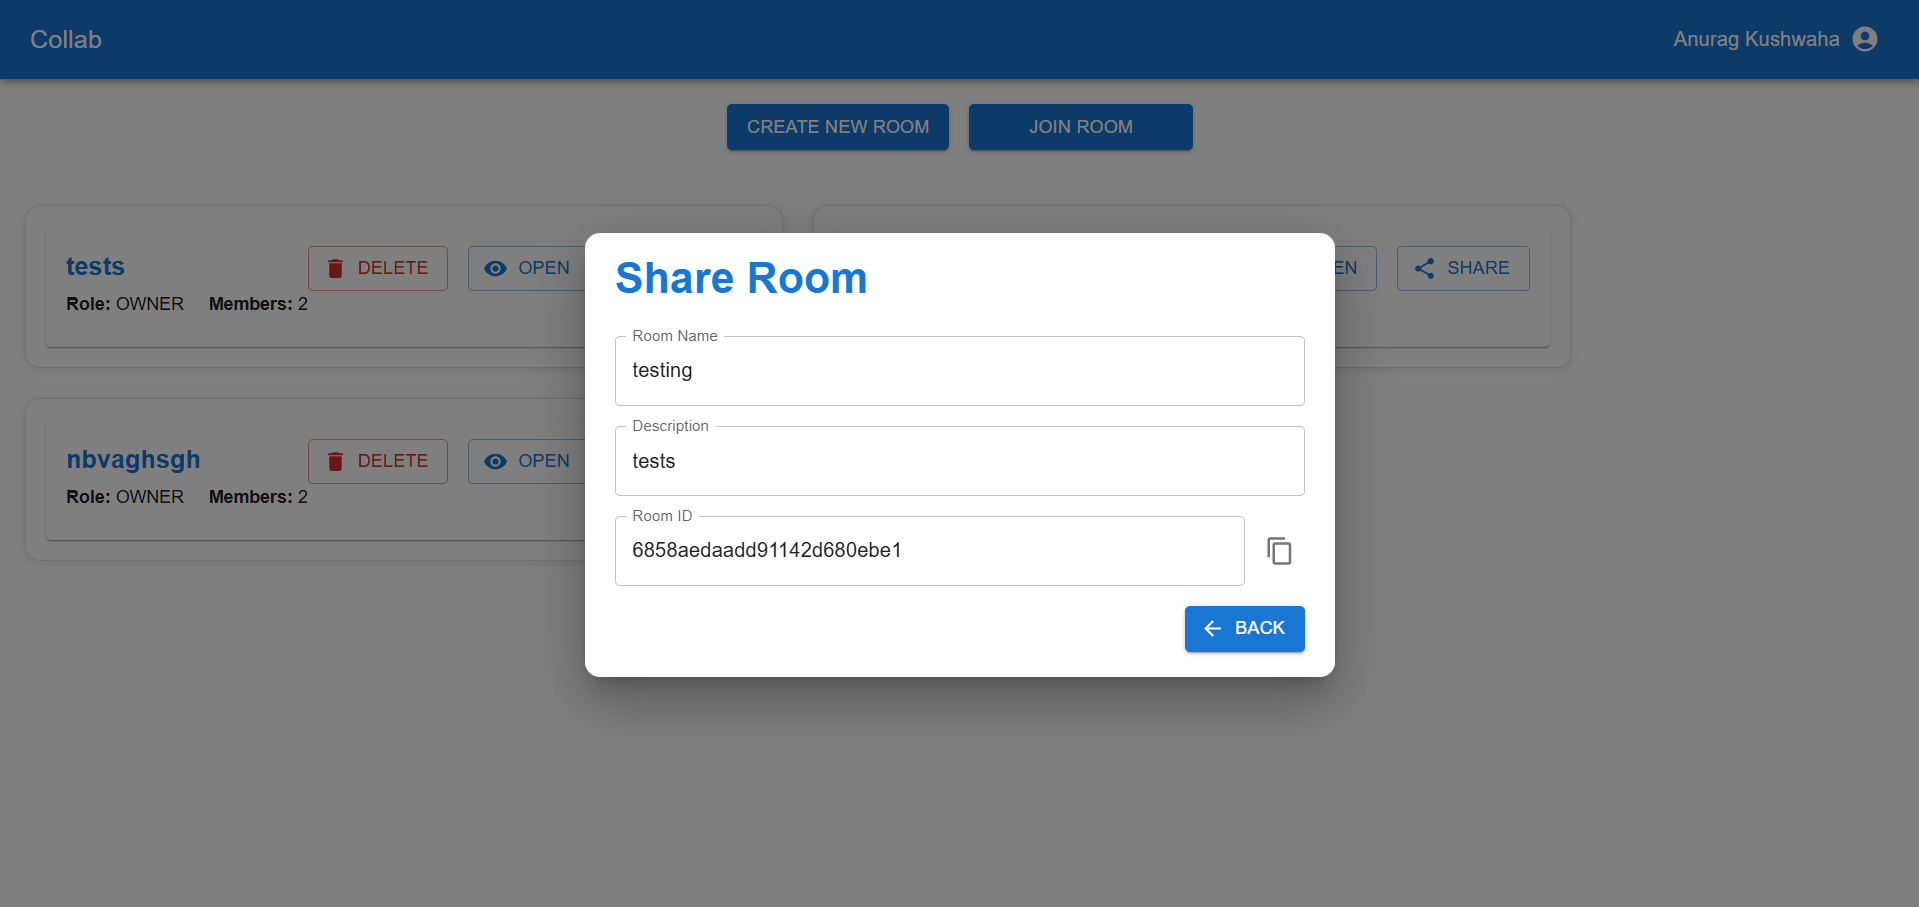 Collab
Anurag Kushwaha
CREATE NEW ROOM
JOIN ROOM
tests
DELETE
OPEN
Role: OWNER Members: 2
EN
SHARE
nbvaghsgh
DELETE
OPEN
Role: OWNER Members: 2
Share Room
Room Name
testing
Description
tests
Room ID
6858aedaadd91142d680ebe1
BACK